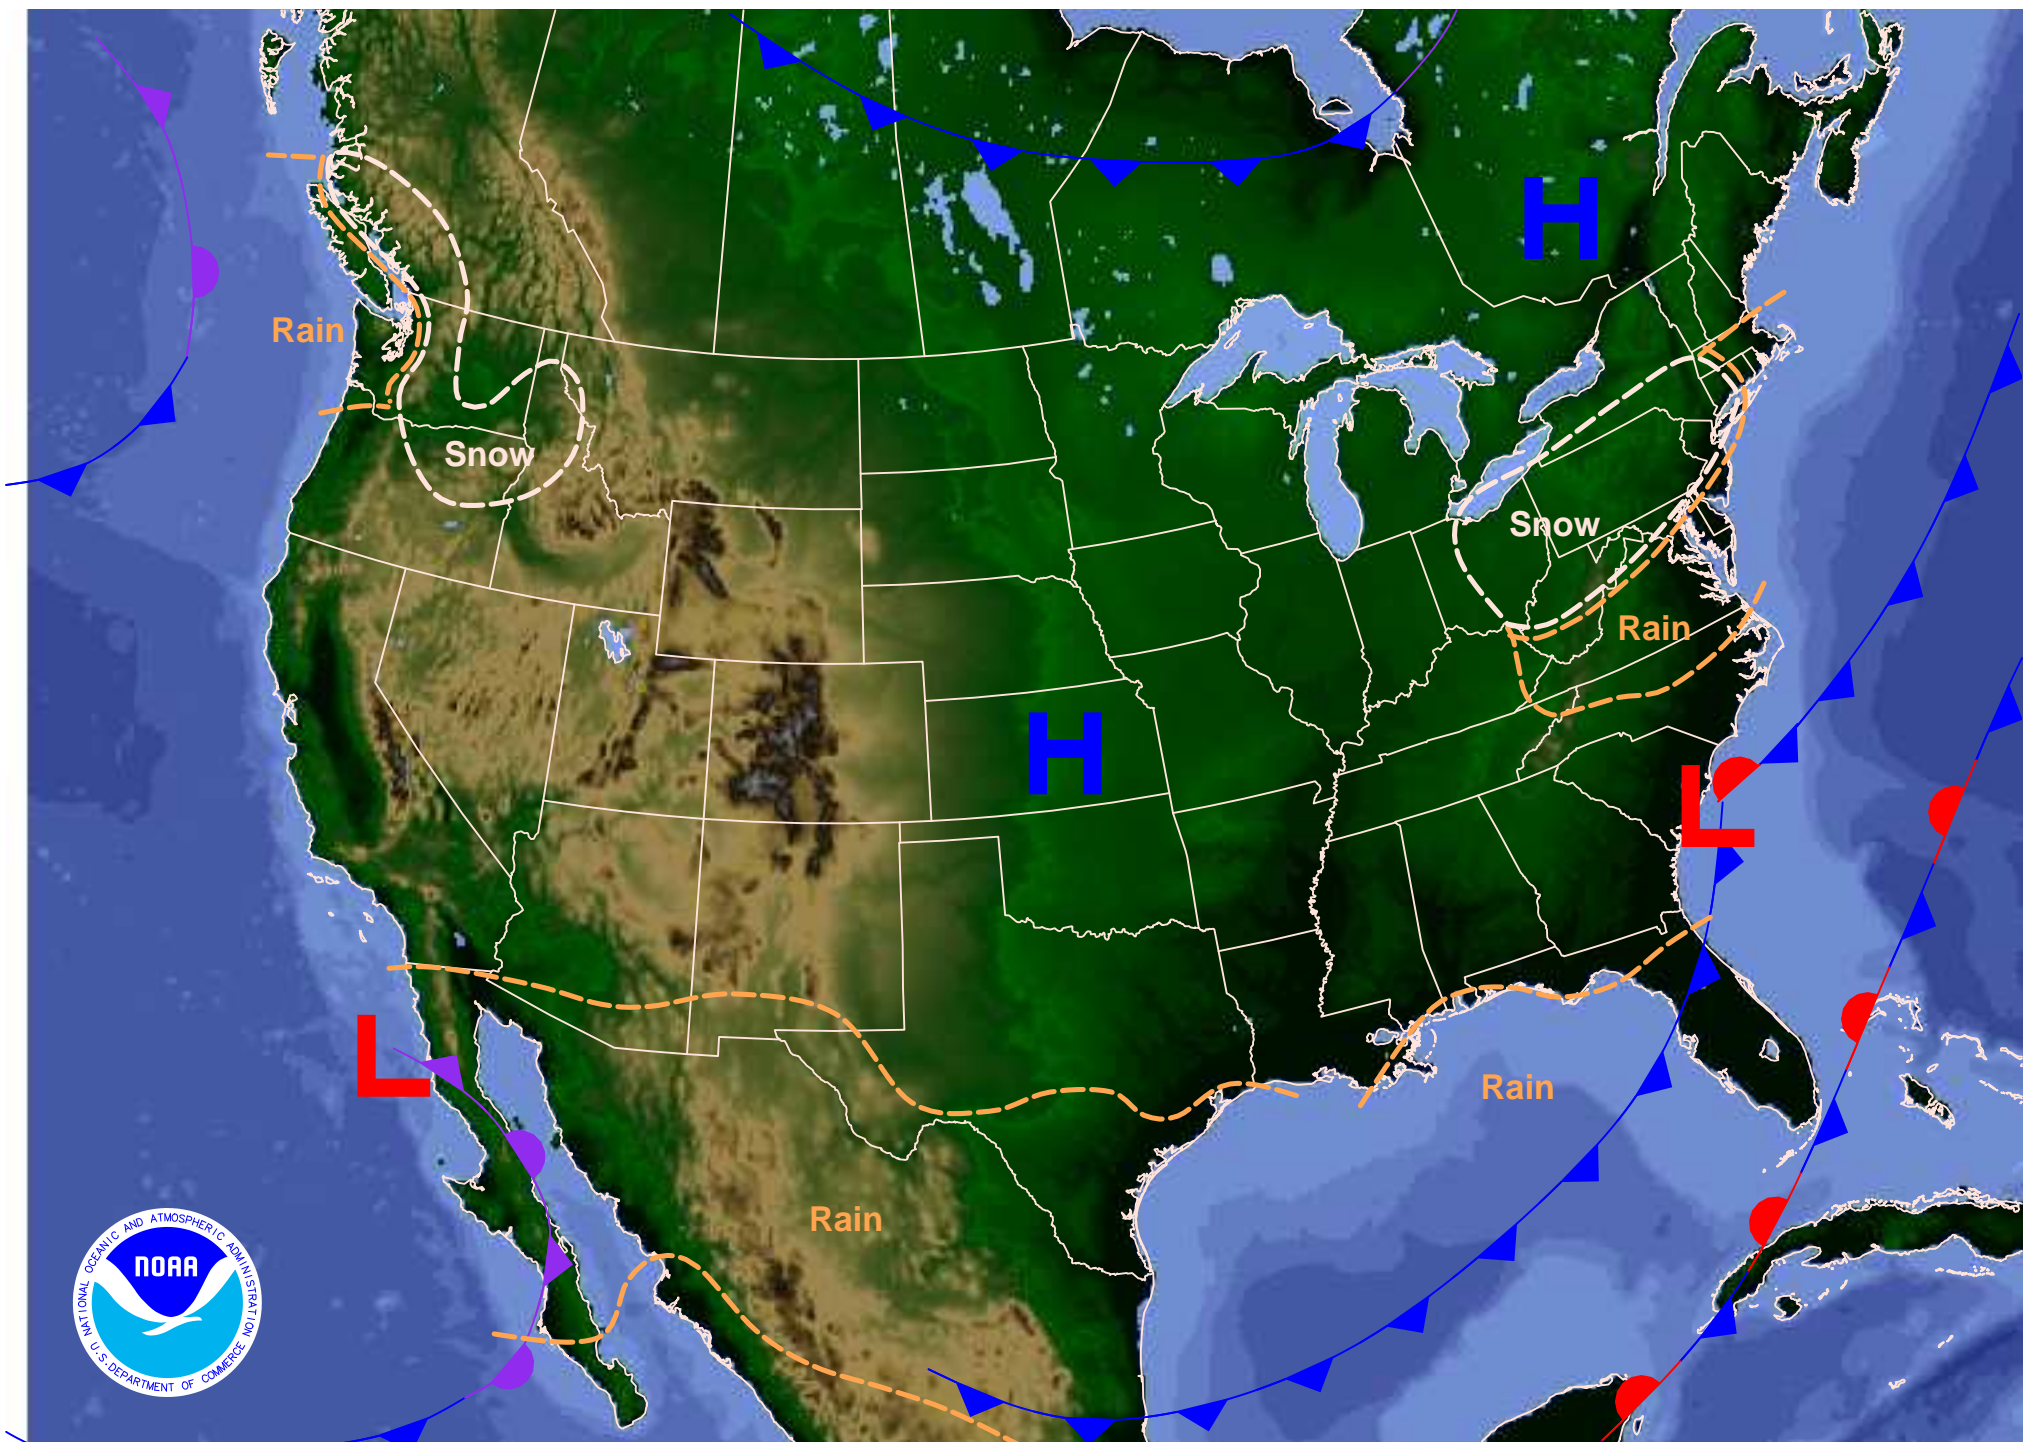 H
Rain
Snow
Snow
Rain
H
L
L
Rain
Rain
NATIONAL OCEANIC AND ATMOSPHERIC ADMINISTRATION
NOAA
U.S. DEPARTMENT OF COMMERCE